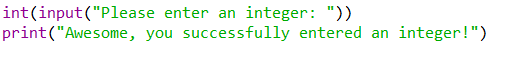 int(input("Please enter an integer: "))
print("Awesome, you successfully entered an integer!")